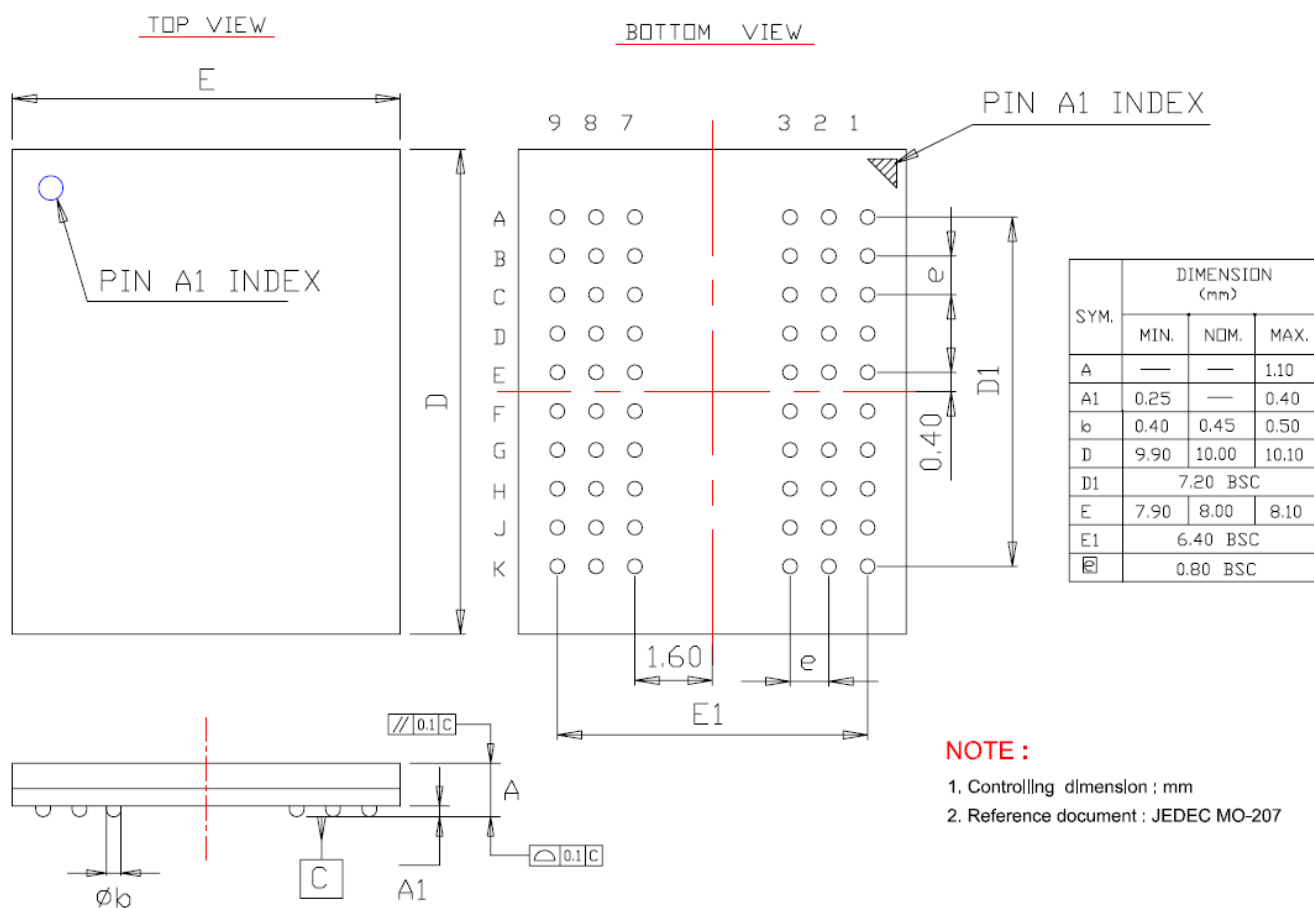 TOP VIEW
E
PIN A1 INDEX
D
BOTTOM VIEW
PIN A1 INDEX
9 8 7 3 2 1
A
B
C
D
E
F
G
H
J
K
e
D1
0.40
1.60
e
E1
SYM. DIMENSION (mm)
MIN. NOM. MAX.
A — — 1.10
A1 0.25 — 0.40
b 0.40 0.45 0.50
D 9.90 10.00 10.10
D1 7.20 BSC
E 7.90 8.00 8.10
E1 6.40 BSC
e 0.80 BSC
// 0.1 C
A
⌓ 0.1 C
Øb
C
A1
NOTE :
1. Controlling dimension : mm
2. Reference document : JEDEC MO-207